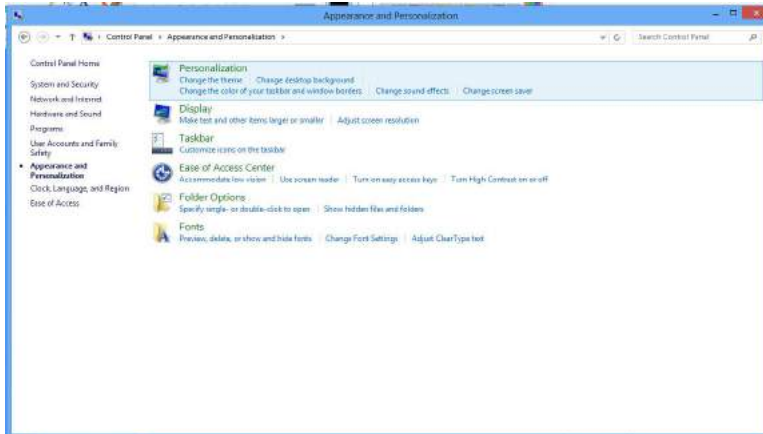 Appearance and Personalization
Control Panel › Appearance and Personalization ›
Search Control Panel
Control Panel Home
System and Security
Network and Internet
Hardware and Sound
Programs
User Accounts and Family
Safety
Appearance and
Personalization
Clock, Language, and Region
Ease of Access
Personalization
Change the theme
Change desktop background
Change the color of your taskbar and window borders
Change sound effects
Change screen saver
Display
Make text and other items larger or smaller
Adjust screen resolution
Taskbar
Customize icons on the taskbar
Ease of Access Center
Accommodate low vision
Use screen reader
Turn on easy access keys
Turn High Contrast on or off
Folder Options
Specify single- or double-click to open
Show hidden files and folders
Fonts
Preview, delete, or show and hide fonts
Change Font Settings
Adjust ClearType text